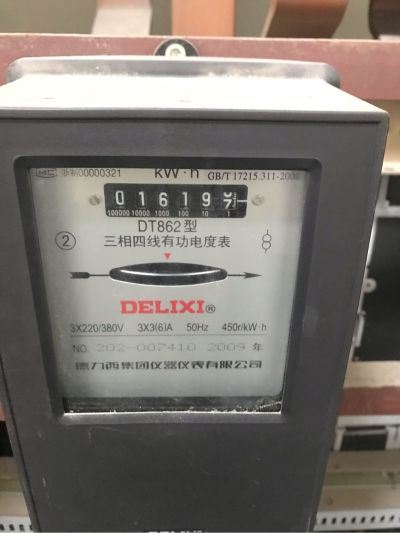 MC 浙制00000321 kW·h GB/T 17215.311-2008
0 1 6 1 9
100000 10000 1000 100 10 1
DT862型
② 三相四线有功电度表
DELIXI®
3X220/380V 3X3(6)A 50Hz 450r/kW·h
NO. 202-007410 2009 年
德力西集团仪器仪表有限公司